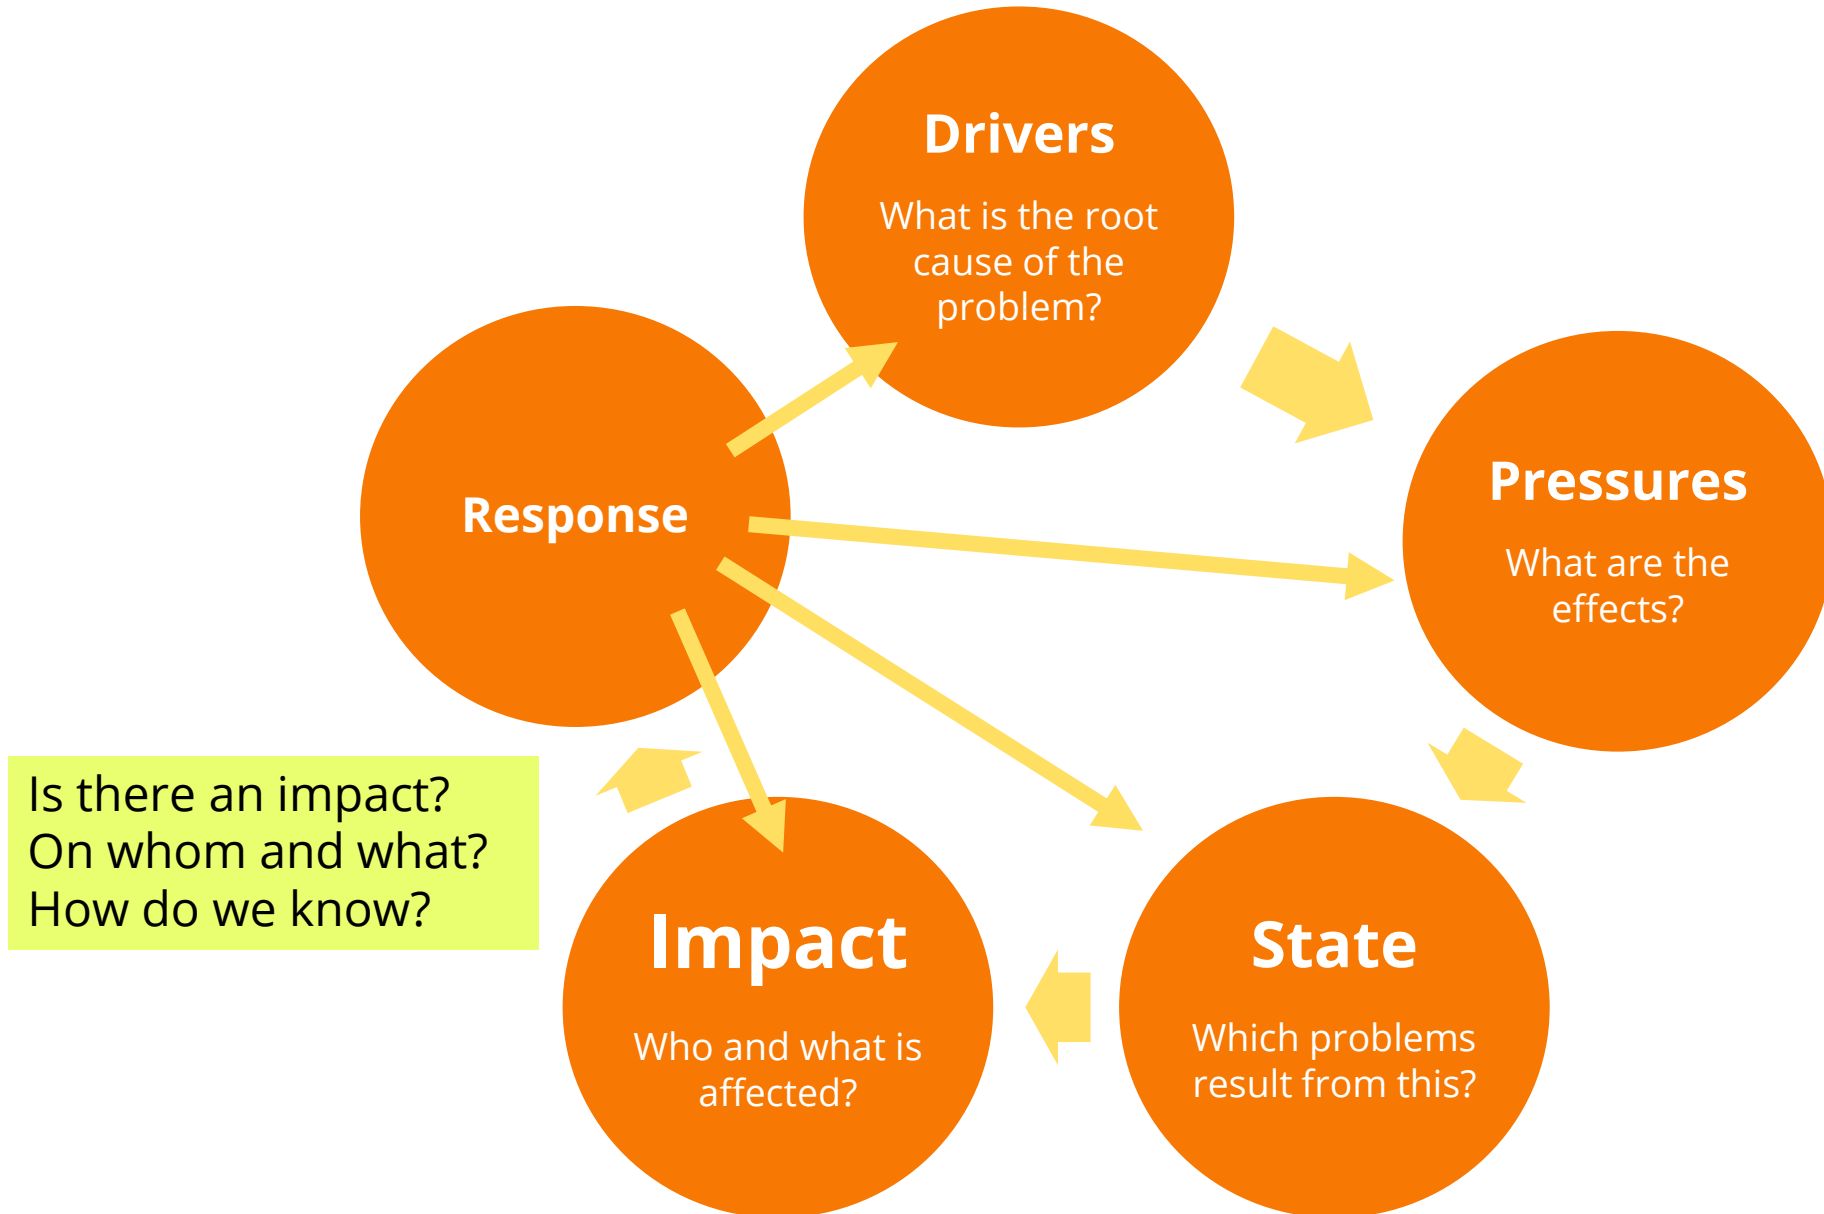 Drivers
What is the root
cause of the
problem?
Pressures
What are the
effects?
Response
Is there an impact?
On whom and what?
How do we know?
Impact
Who and what is
affected?
State
Which problems
result from this?